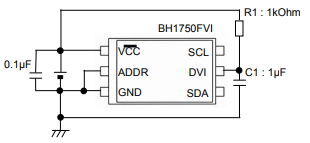 R1 : 1kOhm
BH1750FVI
VCC SCL
0.1µF
ADDR DVI
C1 : 1µF
GND SDA